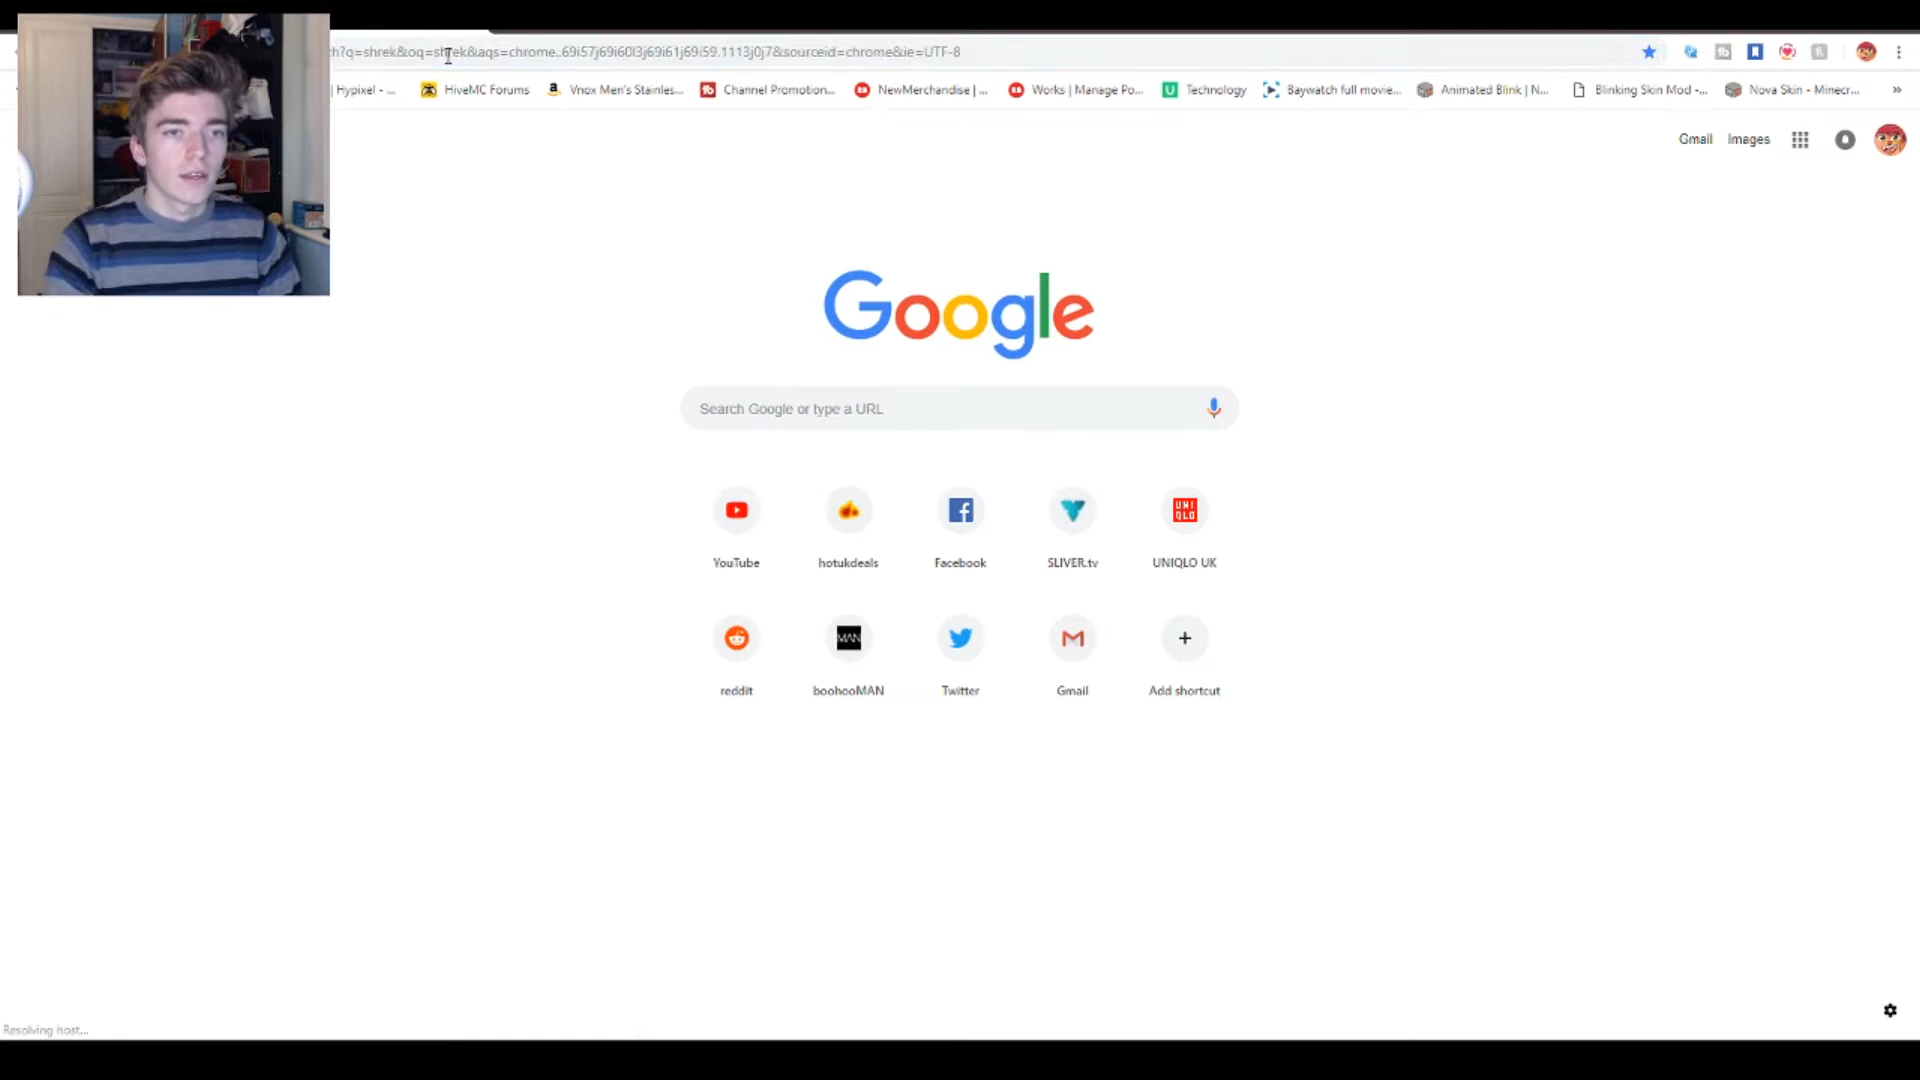 h?q=shrek&oq=shrek&aqs=chrome..69i57j69i60l3j69i61j69i59.1113j0j7&sourceid=chrome&ie=UTF-8
| Hypixel - ... HiveMC Forums Vnox Men's Stainles... Channel Promotion... NewMerchandise | ... Works | Manage Po... Technology Baywatch full movie... Animated Blink | N... Blinking Skin Mod -... Nova Skin - Minecr... »
Gmail Images
Google
Search Google or type a URL
YouTube hotukdeals Facebook SLIVER.tv UNIQLO UK
MAN
reddit boohooMAN Twitter Gmail Add shortcut
Resolving host...